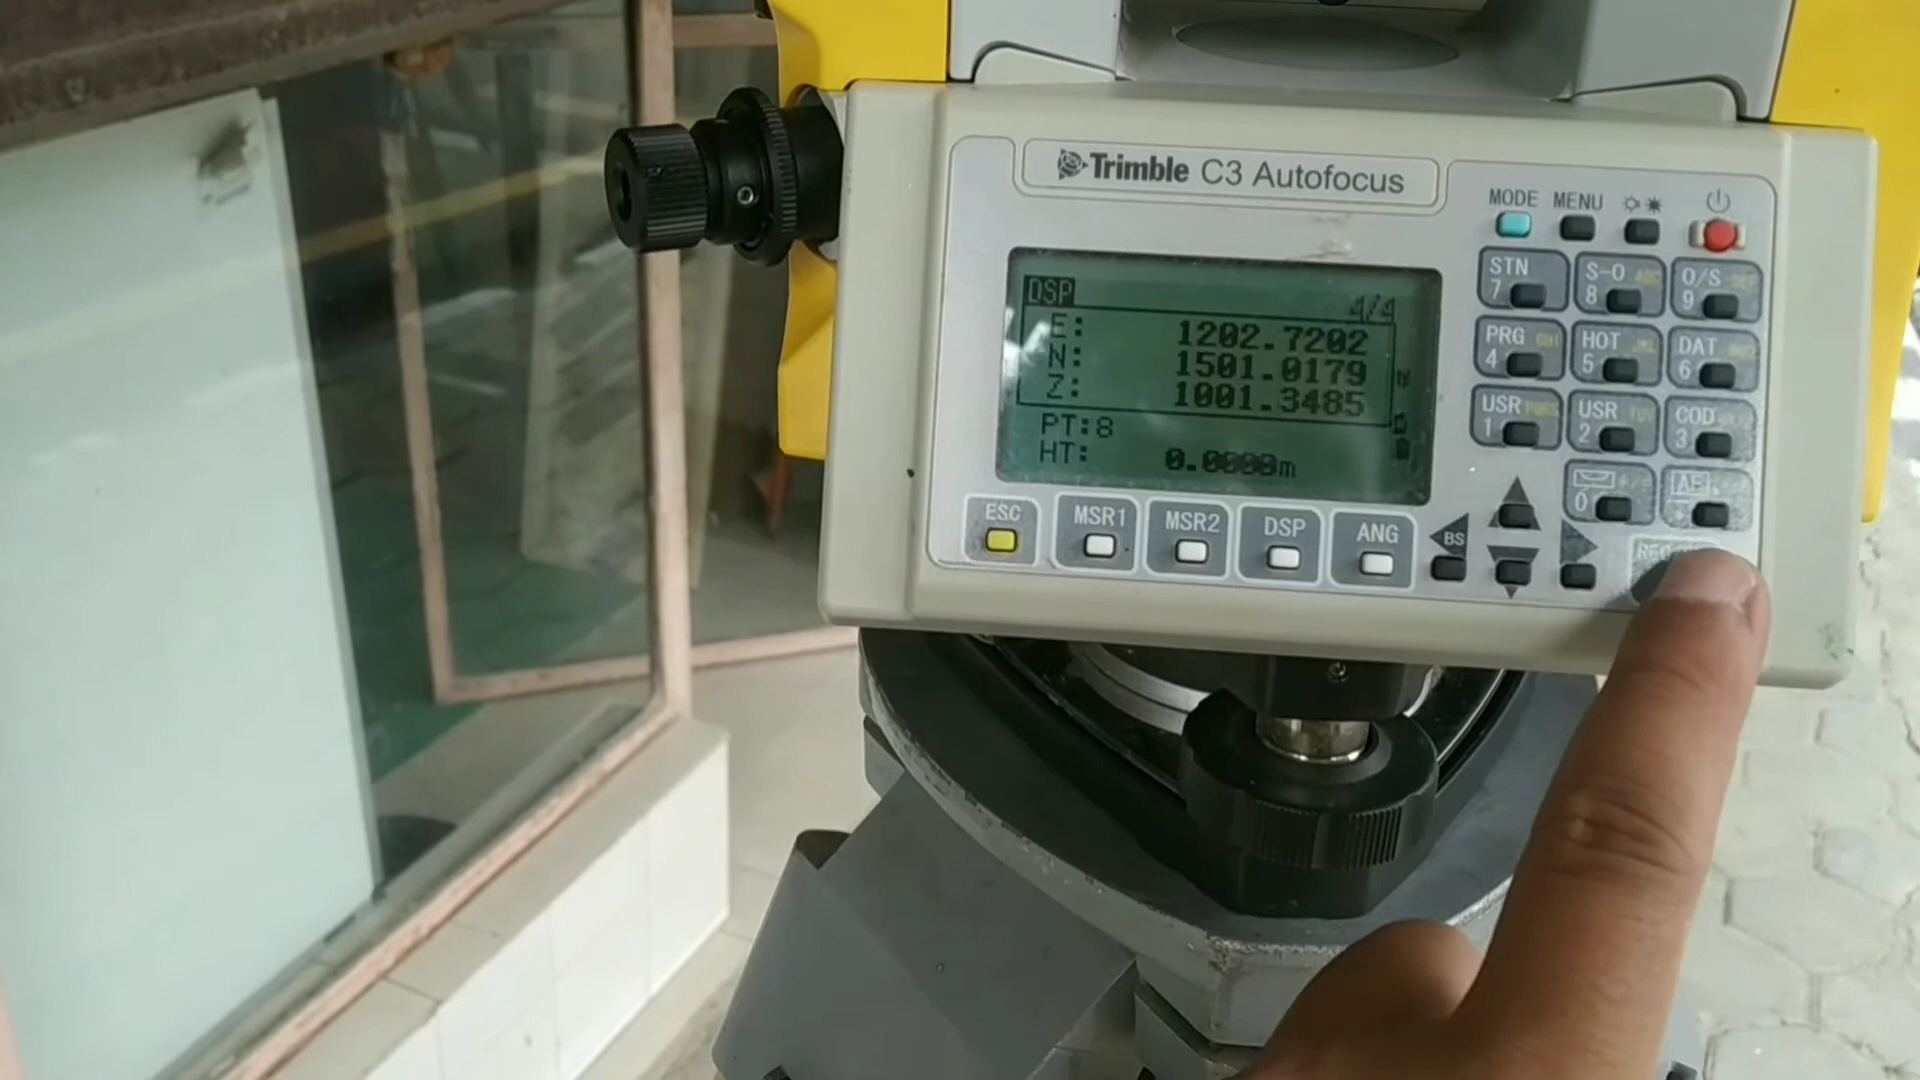 Trimble C3 Autofocus
MODE MENU
DSP 4/4
E: 1202.7202
N: 1501.0179
Z: 1001.3485
PT:8
HT: 0.0000m
STN 7
S-O 8
O/S 9
PRG 4
HOT 5
DAT 6
USR 1
USR 2
COD 3
0
ESC MSR1 MSR2 DSP ANG BS